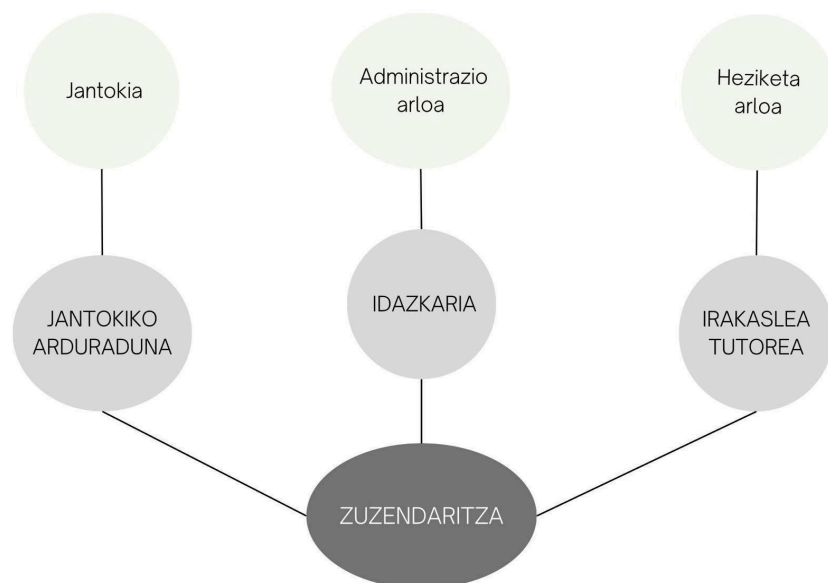 Jantokia
Administrazio
arloa
Heziketa
arloa
JANTOKIKO
ARDURADUNA
IDAZKARIA
IRAKASLEA
TUTOREA
ZUZENDARITZA